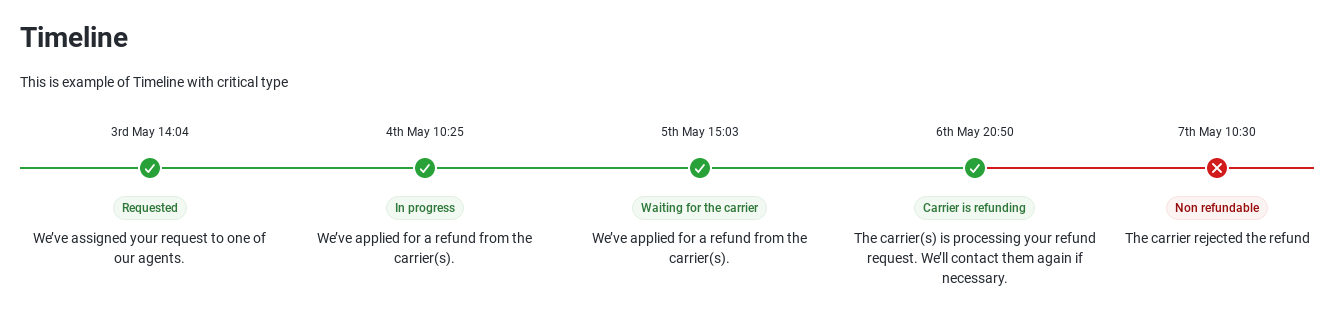 Timeline
This is example of Timeline with critical type
3rd May 14:04
4th May 10:25
5th May 15:03
6th May 20:50
7th May 10:30
Requested
In progress
Waiting for the carrier
Carrier is refunding
Non refundable
We’ve assigned your request to one of
our agents.
We’ve applied for a refund from the
carrier(s).
We’ve applied for a refund from the
carrier(s).
The carrier(s) is processing your refund
request. We’ll contact them again if
necessary.
The carrier rejected the refund